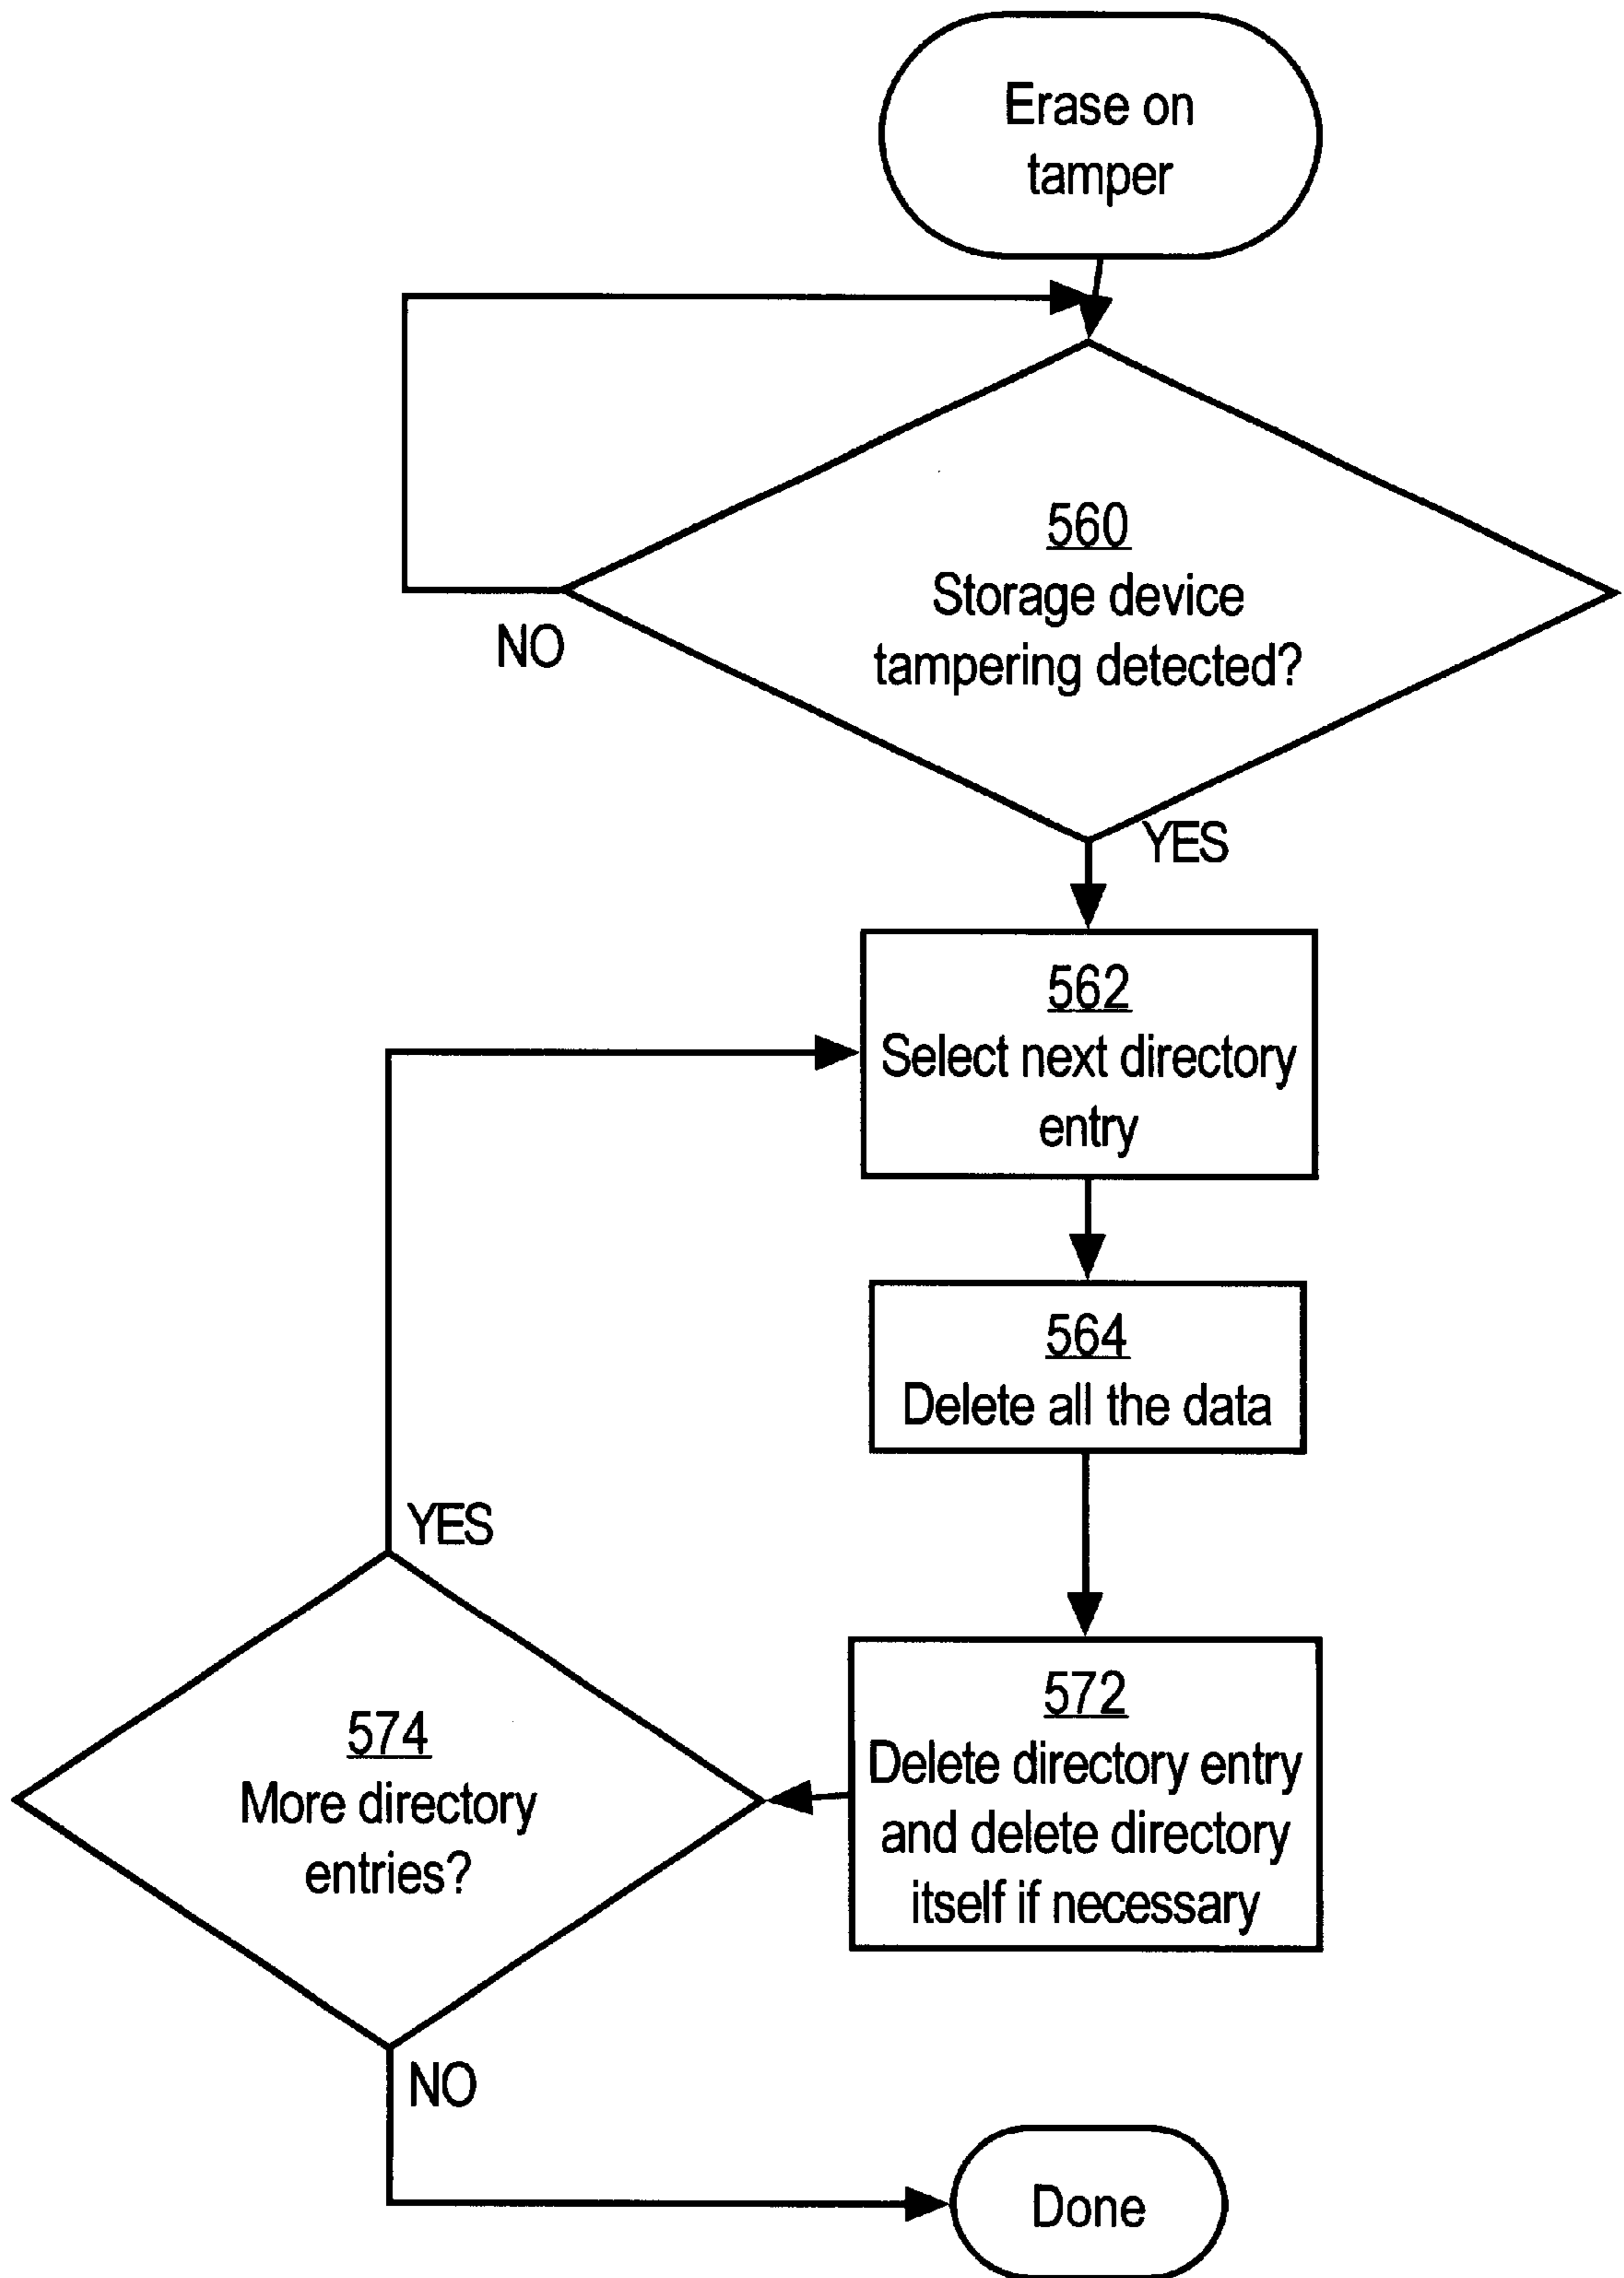 Erase on
tamper
560
Storage device
tampering detected?
NO
YES
562
Select next directory
entry
564
Delete all the data
YES
572
Delete directory entry
and delete directory
itself if necessary
574
More directory
entries?
NO
Done